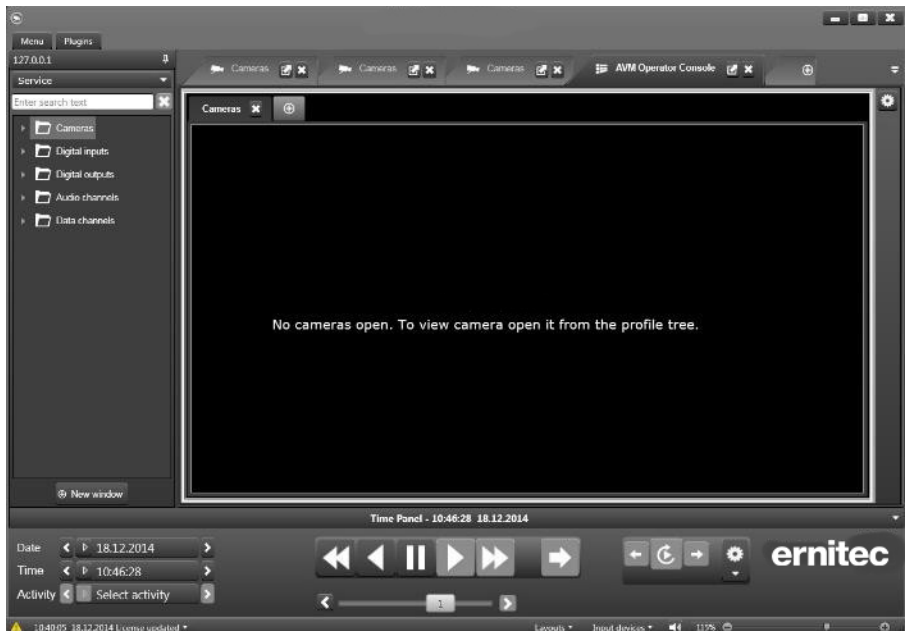 Menu Plugins
127.0.0.1
Service
Enter search text
Cameras
Digital inputs
Digital outputs
Audio channels
Data channels
New window
Cameras Cameras Cameras AVM Operator Console
Cameras
No cameras open. To view camera open it from the profile tree.
Time Panel - 10:46:28 18.12.2014
Date 18.12.2014
Time 10:46:28
Activity Select activity
1
ernitec
10:40:05 18.12.2014 License updated
Layouts Input devices 115%